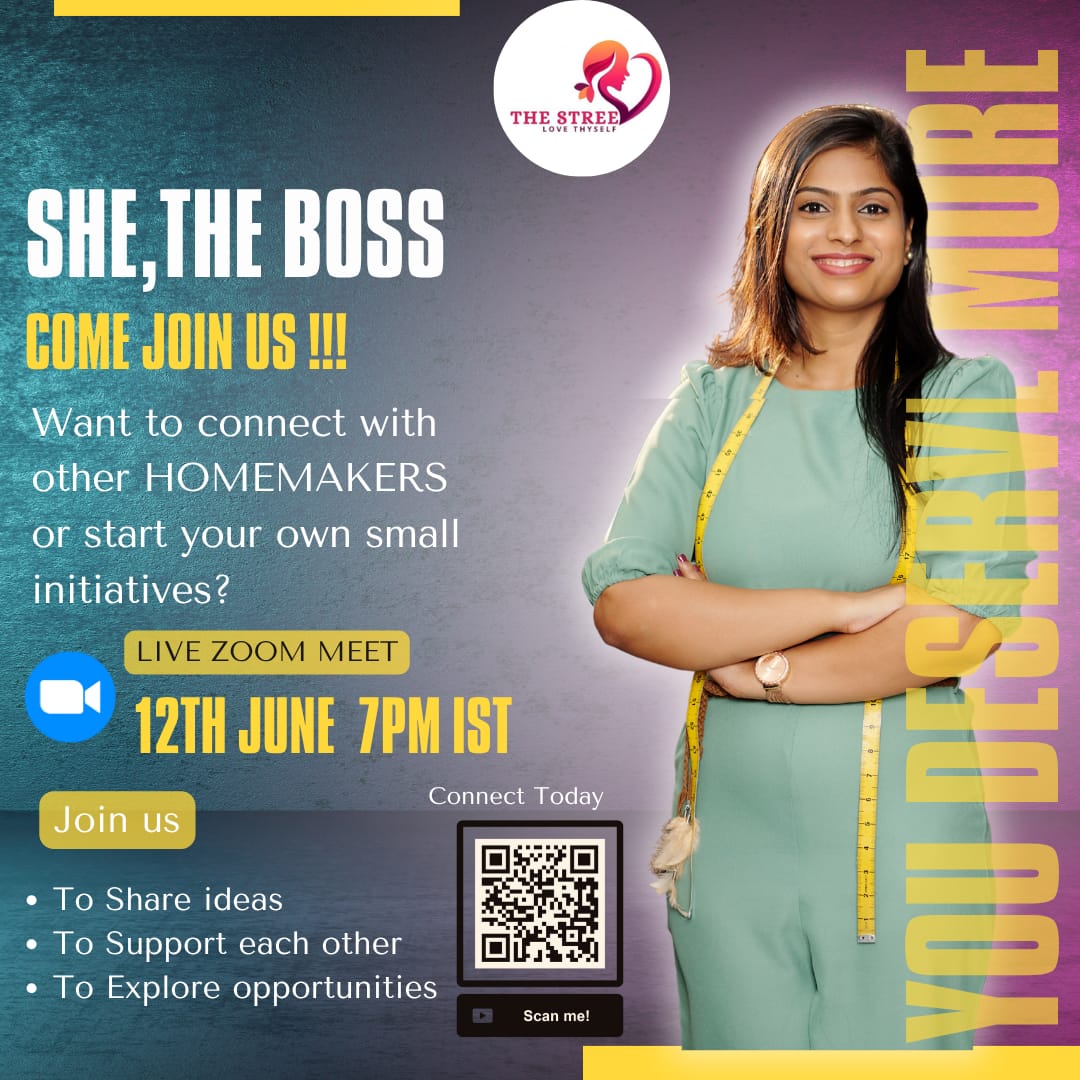 THE STREE
LOVE THYSELF
SHE,THE BOSS
COME JOIN US !!!
Want to connect with
other HOMEMAKERS
or start your own small
initiatives?
LIVE ZOOM MEET
12TH JUNE 7PM IST
Join us
• To Share ideas
• To Support each other
• To Explore opportunities
Connect Today
Scan me!
YOU DESERVE MORE